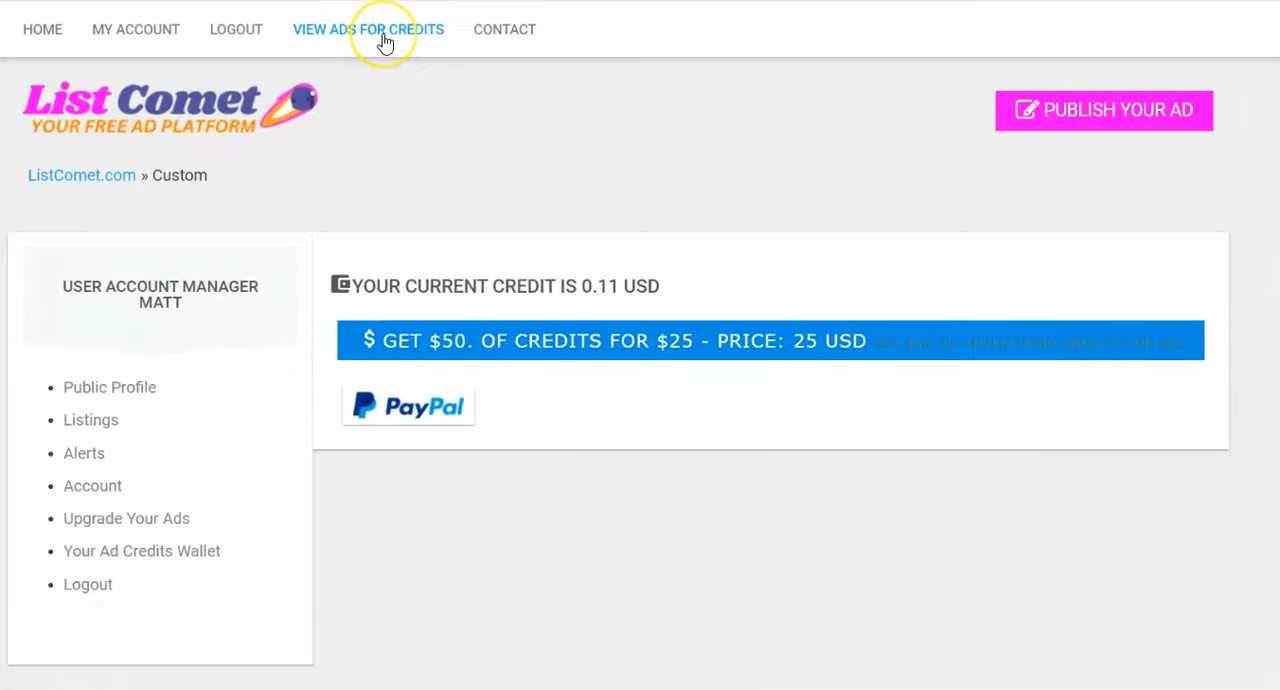 HOME MY ACCOUNT LOGOUT VIEW ADS FOR CREDITS CONTACT
List Comet
YOUR FREE AD PLATFORM
PUBLISH YOUR AD
ListComet.com » Custom
USER ACCOUNT MANAGER
MATT
Public Profile
Listings
Alerts
Account
Upgrade Your Ads
Your Ad Credits Wallet
Logout
YOUR CURRENT CREDIT IS 0.11 USD
$ GET $50. OF CREDITS FOR $25 - PRICE: 25 USD
PayPal